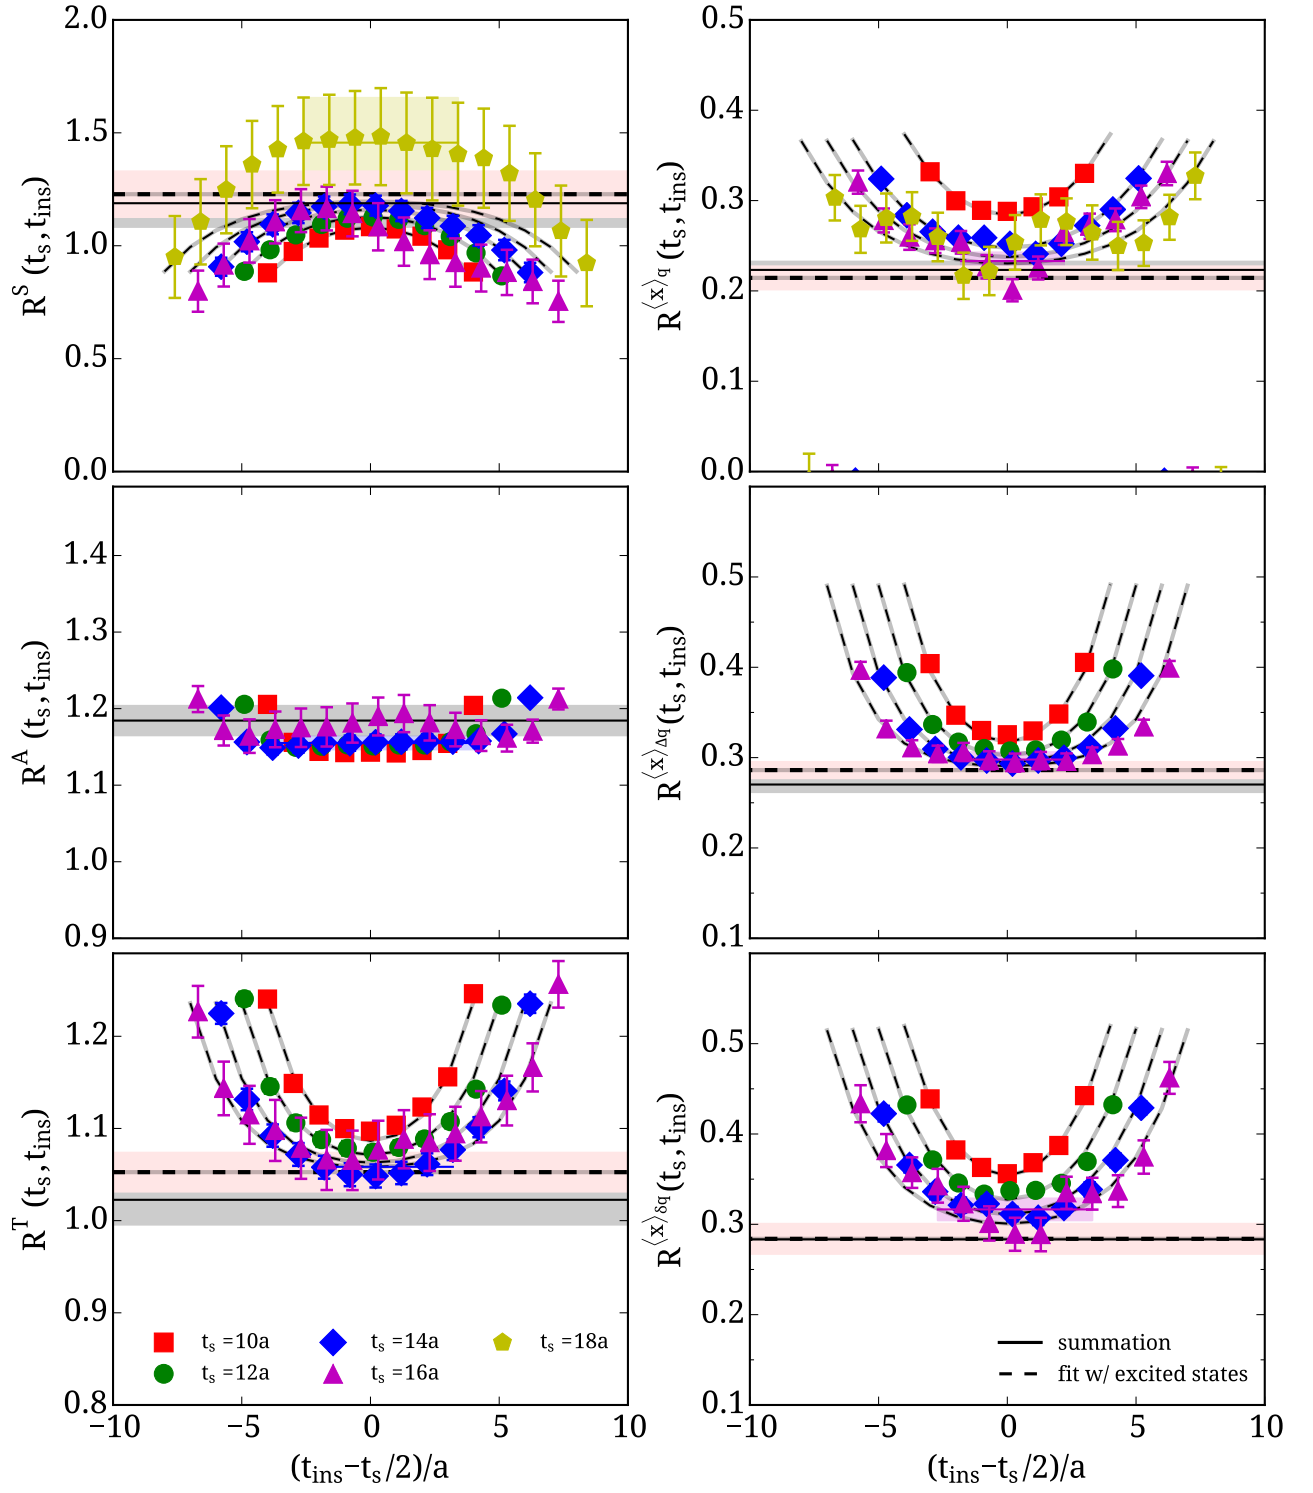 2.0
1.5
1.0
0.5
0.0
R^S (t_s, t_ins)
0.5
0.4
0.3
0.2
0.1
0.0
R^⟨x⟩_q (t_s, t_ins)
1.4
1.3
1.2
1.1
1.0
0.9
R^A (t_s, t_ins)
0.5
0.4
0.3
0.2
0.1
R^⟨x⟩_Δq (t_s, t_ins)
1.2
1.1
1.0
0.9
0.8
R^T (t_s, t_ins)
t_s =10a
t_s =14a
t_s =18a
t_s =12a
t_s =16a
−10 −5 0 5 10
(t_ins−t_s/2)/a
0.5
0.4
0.3
0.2
0.1
R^⟨x⟩_δq (t_s, t_ins)
summation
fit w/ excited states
−10 −5 0 5 10
(t_ins−t_s/2)/a